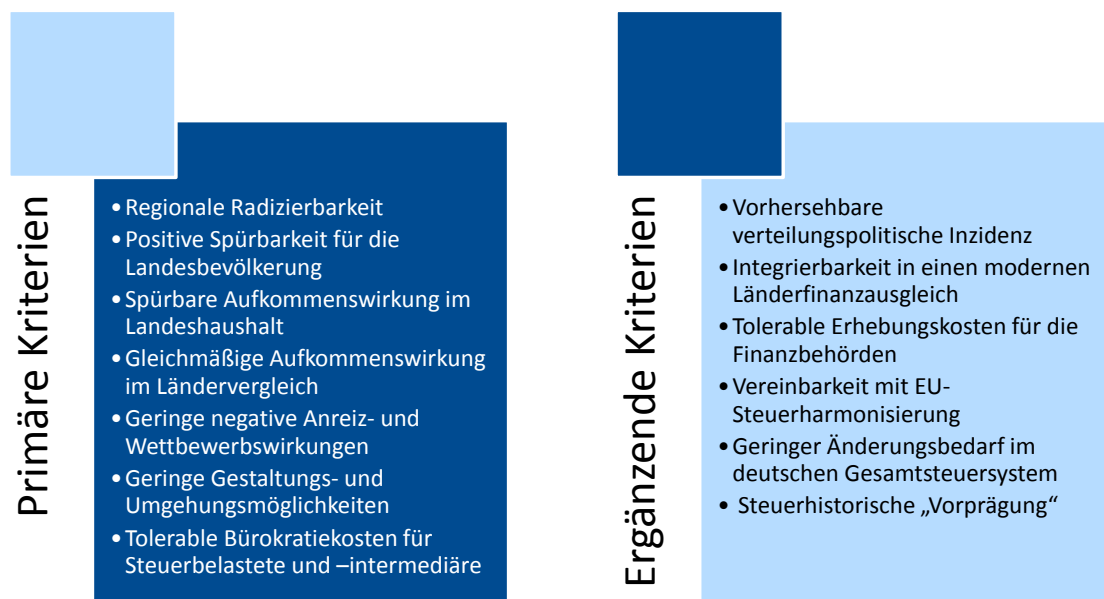 Primäre Kriterien
•Regionale Radizierbarkeit
•Positive Spürbarkeit für die
Landesbevölkerung
•Spürbare Aufkommenswirkung im
Landeshaushalt
•Gleichmäßige Aufkommenswirkung
im Ländervergleich
•Geringe negative Anreiz- und
Wettbewerbswirkungen
•Geringe Gestaltungs- und
Umgehungsmöglichkeiten
•Tolerable Bürokratiekosten für
Steuerbelastete und –intermediäre
Ergänzende Kriterien
•Vorhersehbare
verteilungspolitische Inzidenz
•Integrierbarkeit in einen modernen
Länderfinanzausgleich
•Tolerable Erhebungskosten für die
Finanzbehörden
•Vereinbarkeit mit EU-
Steuerharmonisierung
•Geringer Änderungsbedarf im
deutschen Gesamtsteuersystem
• Steuerhistorische „Vorprägung“